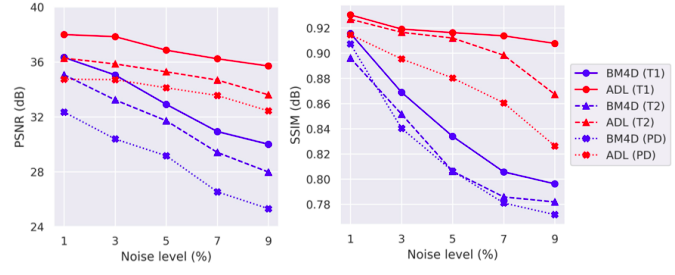 40
36
32
28
24
PSNR (dB)
1 3 5 7 9
Noise level (%)
0.92
0.90
0.88
0.86
0.84
0.82
0.80
0.78
SSIM (dB)
1 3 5 7 9
Noise level (%)
BM4D (T1)
ADL (T1)
BM4D (T2)
ADL (T2)
BM4D (PD)
ADL (PD)